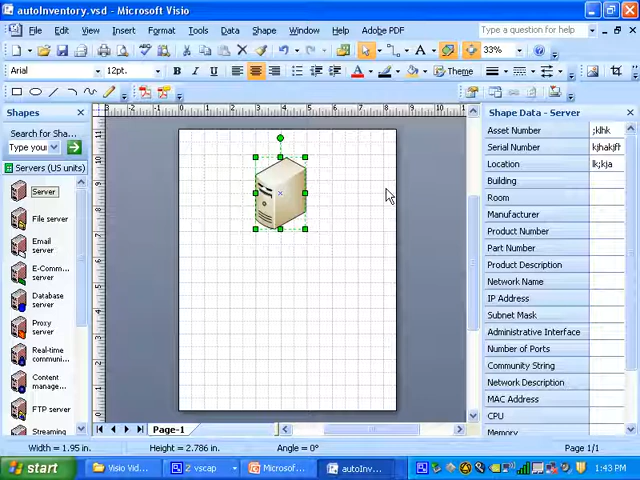 autoInventory.vsd - Microsoft Visio
File Edit View Insert Format Tools Data Shape Window Help Adobe PDF
Type a question for help
33%
Arial 12pt. B I U A Theme
Shapes
Search for Sha...
Type your
Servers (US units)
Server
File server
Email
server
E-Comm...
server
Database
server
Proxy
server
Real-time
communi...
Content
manage...
FTP server
Streaming
Page-1
Shape Data - Server
Asset Number ;klhk
Serial Number kjhakjft
Location lk;kja
Building
Room
Manufacturer
Product Number
Part Number
Product Description
Network Name
IP Address
Subnet Mask
Administrative Interface
Number of Ports
Community String
Network Description
MAC Address
CPU
Memory
Width = 1.95 in. Height = 2.786 in. Angle = 0° Page 1/1
start Visio Vid... 2 vscap Microsof... autoInv... 1:43 PM